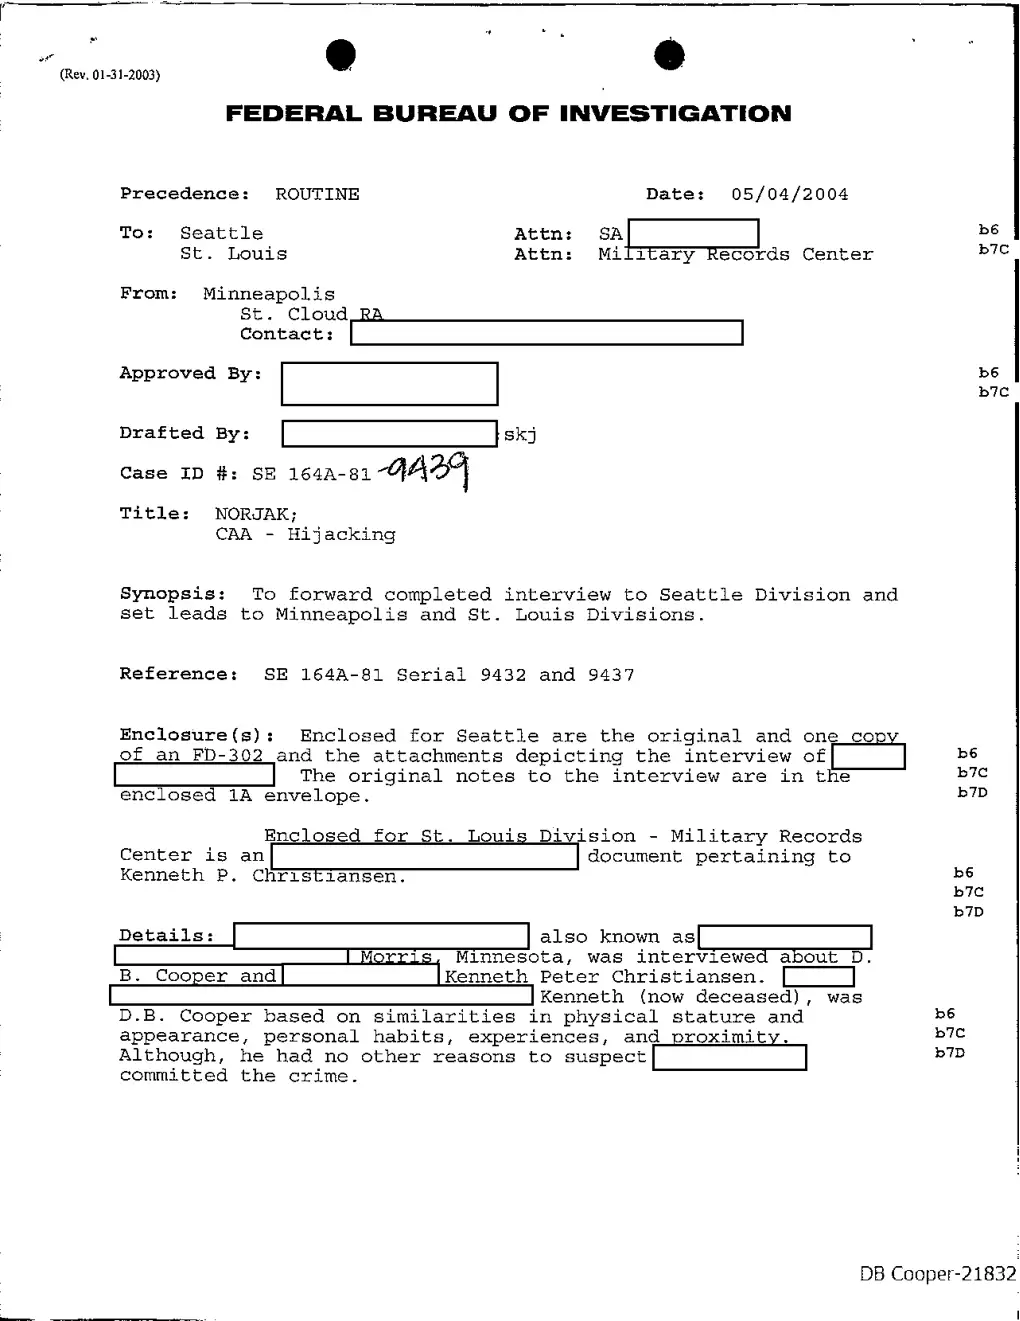 (Rev. 01-31-2003)
FEDERAL BUREAU OF INVESTIGATION
Precedence: ROUTINE Date: 05/04/2004
To: Seattle Attn: SA b6
St. Louis Attn: Military Records Center b7C
From: Minneapolis
St. Cloud RA
Contact:
Approved By: b6
b7C
Drafted By: :skj
Case ID #: SE 164A-81 -9439
Title: NORJAK;
CAA - Hijacking
Synopsis: To forward completed interview to Seattle Division and
set leads to Minneapolis and St. Louis Divisions.
Reference: SE 164A-81 Serial 9432 and 9437
Enclosure(s): Enclosed for Seattle are the original and one copy
of an FD-302 and the attachments depicting the interview of b6
The original notes to the interview are in the b7C
enclosed 1A envelope. b7D
Enclosed for St. Louis Division - Military Records
Center is an document pertaining to
Kenneth P. Christiansen. b6
b7C
b7D
Details: also known as
Morris, Minnesota, was interviewed about D.
B. Cooper and Kenneth Peter Christiansen.
Kenneth (now deceased), was
D.B. Cooper based on similarities in physical stature and b6
appearance, personal habits, experiences, and proximity. b7C
Although, he had no other reasons to suspect b7D
committed the crime.
DB Cooper-21832